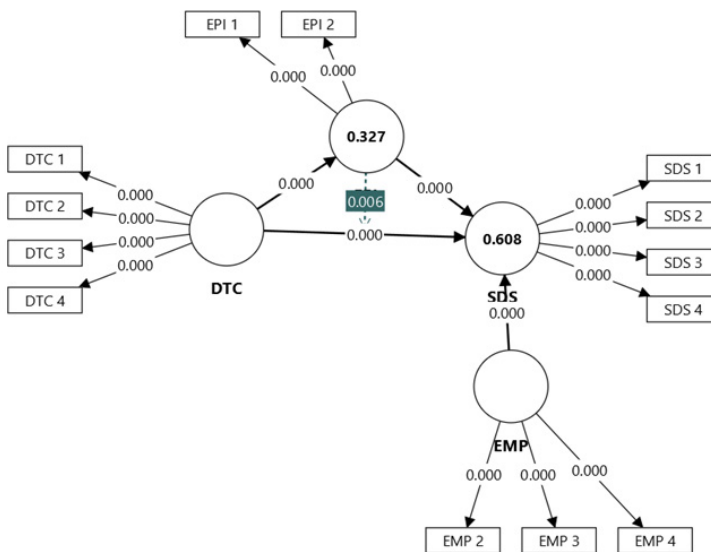 EPI 1
EPI 2
0.000
0.000
0.327
DTC 1
DTC 2
DTC 3
DTC 4
0.000
0.000
0.000
0.000
DTC
0.000
0.006
0.000
0.000
0.608
SDS
0.000
0.000
0.000
0.000
SDS 1
SDS 2
SDS 3
SDS 4
0.000
EMP
0.000
0.000
0.000
EMP 2
EMP 3
EMP 4